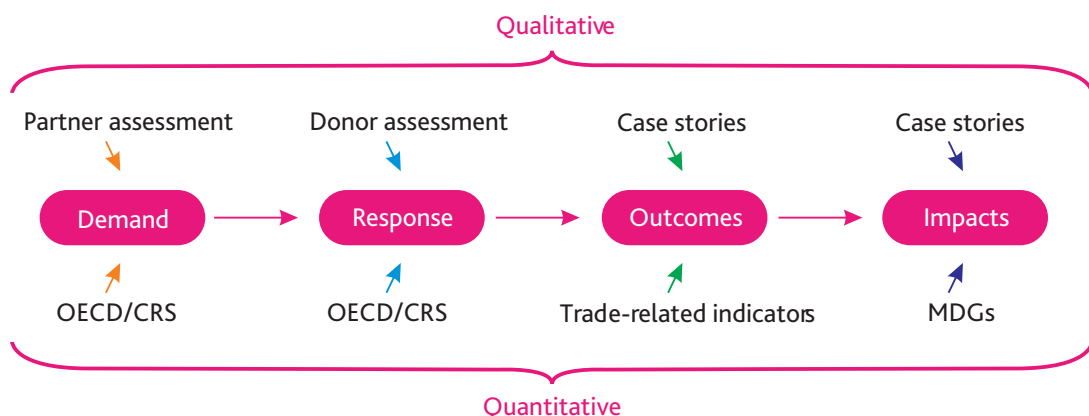 Qualitative
Partner assessment Donor assessment Case stories Case stories
Demand Response Outcomes Impacts
OECD/CRS OECD/CRS Trade-related indicators MDGs
Quantitative